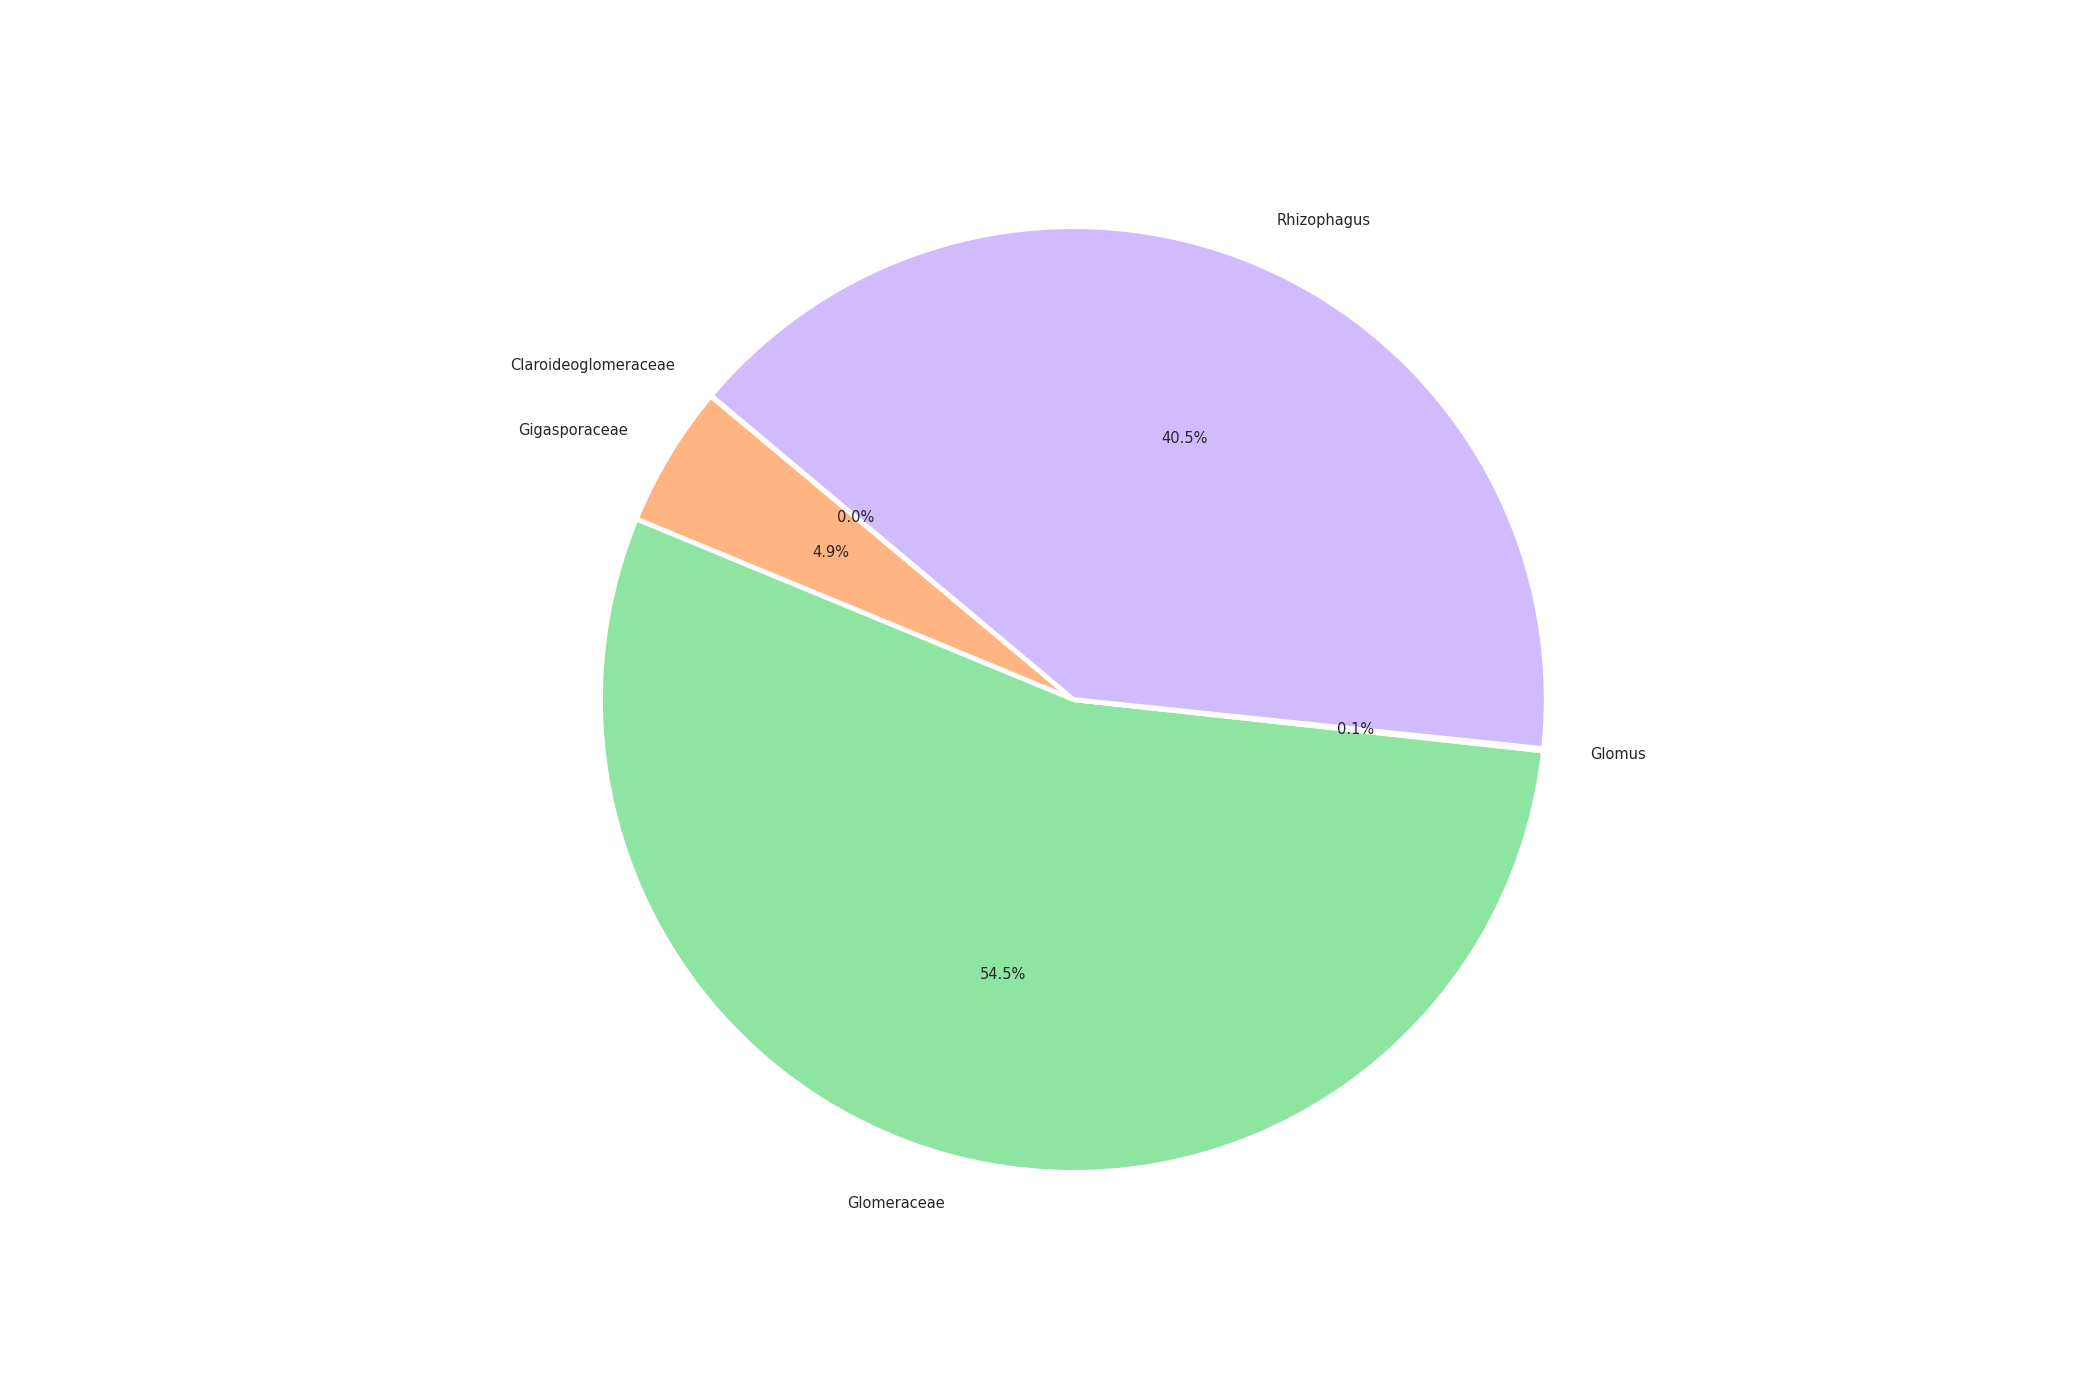 Rhizophagus
Claroideoglomeraceae
Gigasporaceae
40.5%
0.0%
4.9%
0.1%
Glomus
54.5%
Glomeraceae